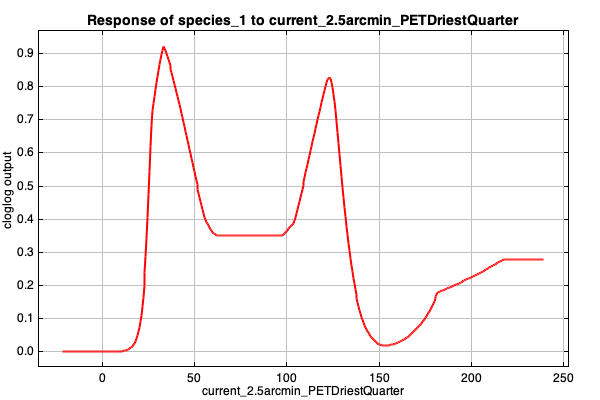 Response of species_1 to current_2.5arcmin_PETDriestQuarter
cloglog output
0.9
0.8
0.7
0.6
0.5
0.4
0.3
0.2
0.1
0.0
0 50 100 150 200 250
current_2.5arcmin_PETDriestQuarter